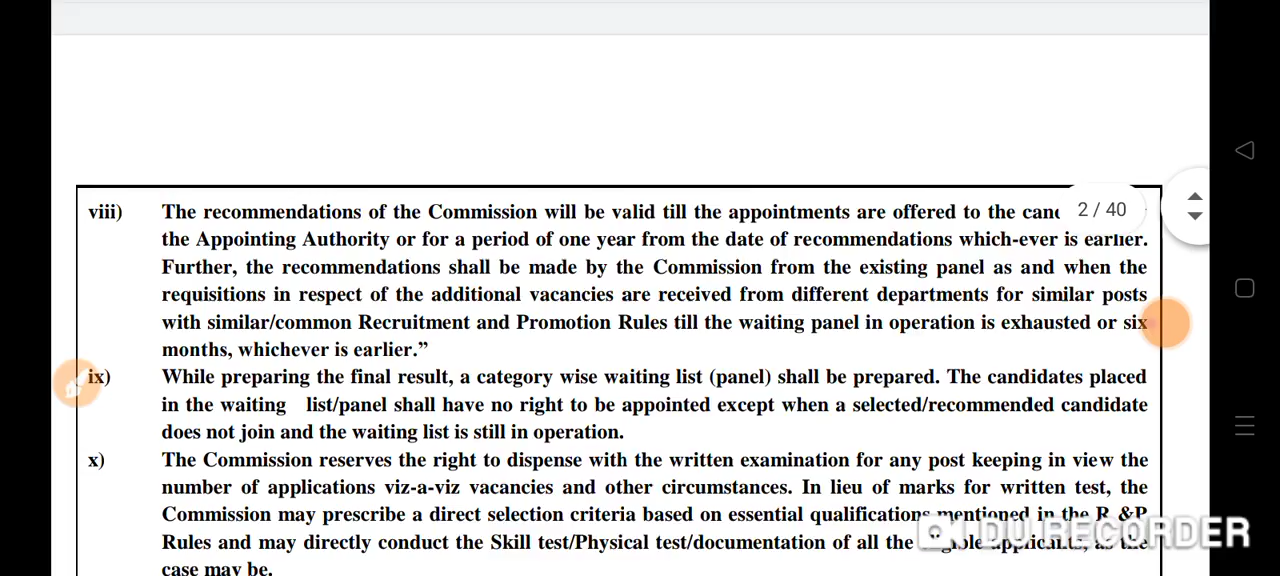 viii) The recommendations of the Commission will be valid till the appointments are offered to the
2 / 40
the Appointing Authority or for a period of one year from the date of recommendations which-ever is earlier.
Further, the recommendations shall be made by the Commission from the existing panel as and when the
requisitions in respect of the additional vacancies are received from different departments for similar posts
with similar/common Recruitment and Promotion Rules till the waiting panel in operation is exhausted or six
months, whichever is earlier.”
ix) While preparing the final result, a category wise waiting list (panel) shall be prepared. The candidates placed
in the waiting list/panel shall have no right to be appointed except when a selected/recommended candidate
does not join and the waiting list is still in operation.
x) The Commission reserves the right to dispense with the written examination for any post keeping in view the
number of applications viz-a-viz vacancies and other circumstances. In lieu of marks for written test, the
Commission may prescribe a direct selection criteria based on essential qualifications mentioned in the R &P
Rules and may directly conduct the Skill test/Physical test/documentation of all the eligible applicants, as the
case may be.
DU RECORDER